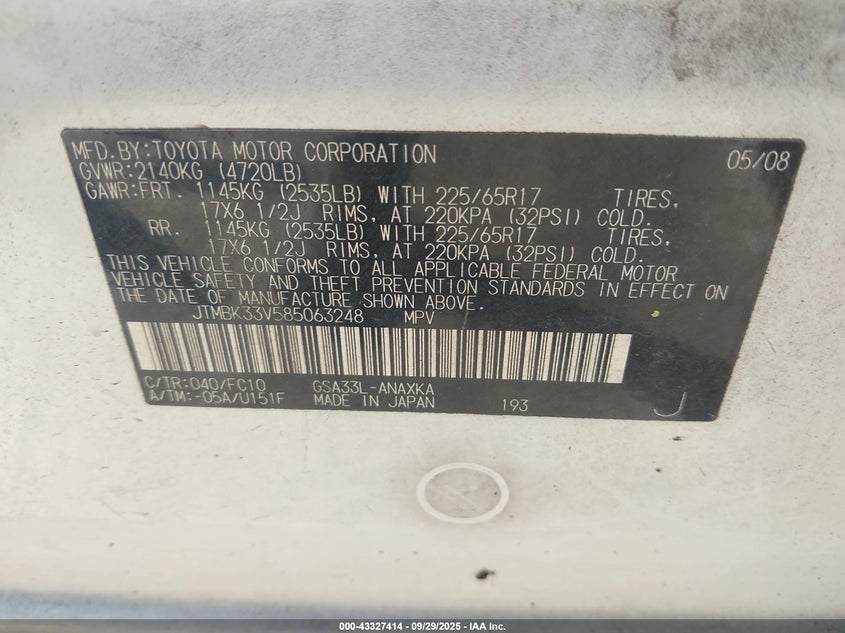 MFD.BY:TOYOTA MOTOR CORPORATION 05/08
GVWR:2140KG (4720LB)
GAWR:FRT. 1145KG (2535LB) WITH 225/65R17 TIRES,
17X6 1/2J RIMS, AT 220KPA (32PSI) COLD.
RR. 1145KG (2535LB) WITH 225/65R17 TIRES,
17X6 1/2J RIMS, AT 220KPA (32PSI) COLD.
THIS VEHICLE CONFORMS TO ALL APPLICABLE FEDERAL MOTOR
VEHICLE SAFETY AND THEFT PREVENTION STANDARDS IN EFFECT ON
THE DATE OF MANUFACTURE SHOWN ABOVE.
JTMBK33V585063248 MPV
C/TR:040/FC10 GSA33L-ANAXKA
A/TM:-05A/U151F MADE IN JAPAN 193 J
000-43327414 - 09/29/2025 - IAA Inc.